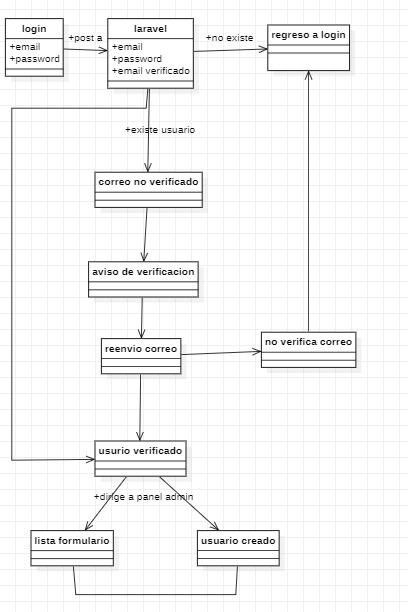 login
+email
+password
+post a
laravel
+email
+password
+email verificado
+no existe
regreso a login
+existe usuario
correo no verificado
aviso de verificacion
reenvio correo
no verifica correo
usurio verificado
+dirige a panel admin
lista formulario
usuario creado